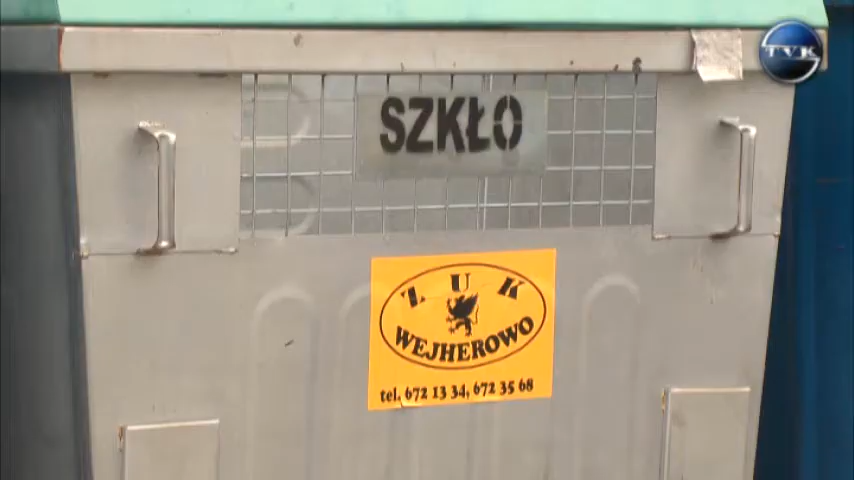 TVK
SZKŁO
Z U K
WEJHEROWO
tel. 672 13 34, 672 35 68